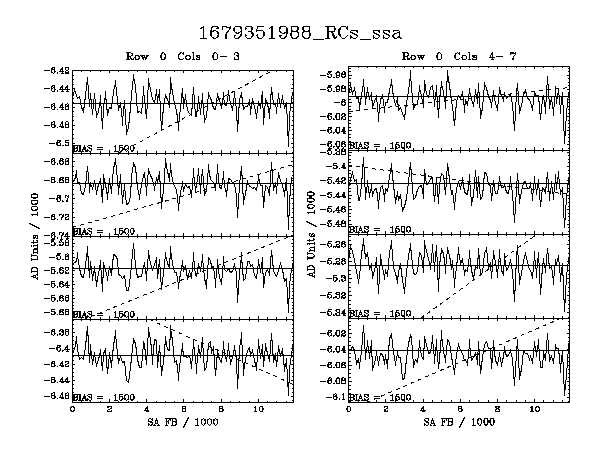 1679351988_RCs_ssa
Row 0 Cols 0-3
Row 0 Cols 4-7
-6.42
-6.44
-6.46
-6.48
-6.5
BIAS = 1500
-6.66
-6.68
-6.7
-6.72
-6.74
BIAS = 1500
-5.58
-5.6
-5.62
-5.64
-5.66
-5.68
BIAS = 1500
-6.38
-6.4
-6.42
-6.44
-6.46
BIAS = 1500
0 2 4 6 8 10
SA FB / 1000
AD Units / 1000
-5.96
-5.98
-6
-6.02
-6.04
-6.06
BIAS = 1500
-5.4
-5.42
-5.44
-5.46
-5.48
BIAS = 1500
-5.26
-5.28
-5.3
-5.32
-5.34
BIAS = 1500
-6.02
-6.04
-6.06
-6.08
-6.1
BIAS = 1500
0 2 4 6 8 10
SA FB / 1000
AD Units / 1000